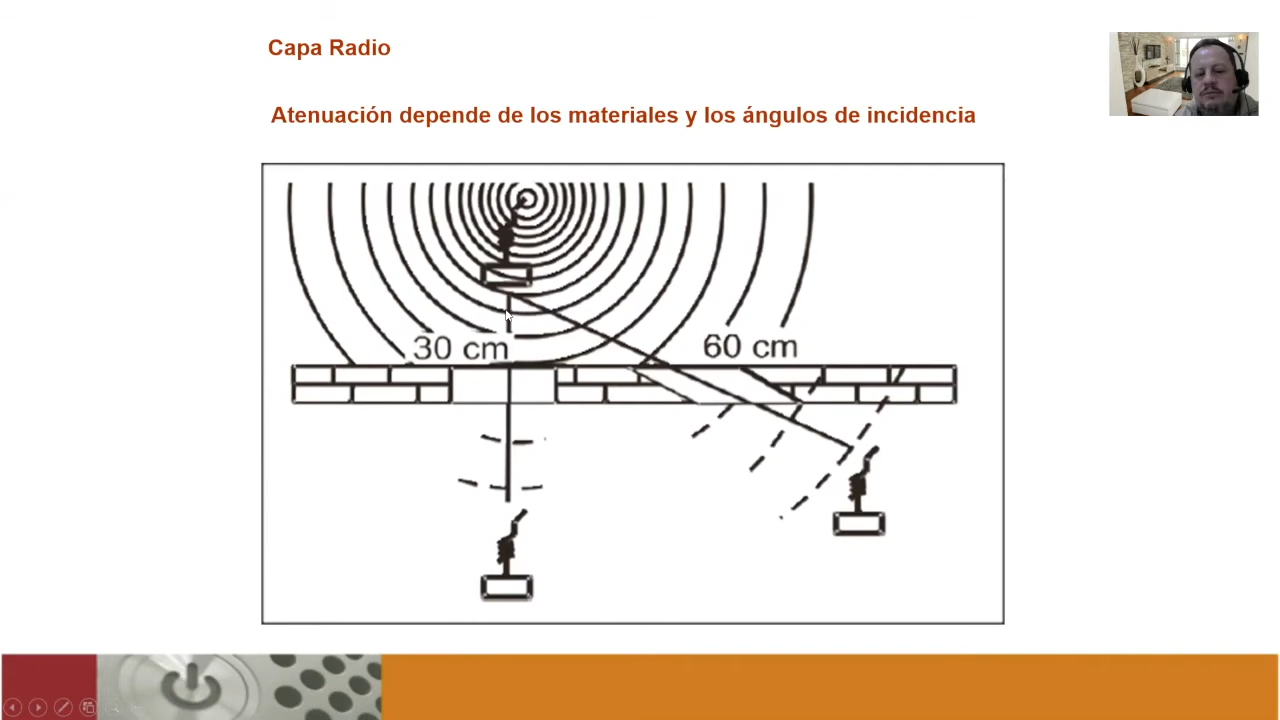 Capa Radio
Atenuación depende de los materiales y los ángulos de incidencia
30 cm
60 cm